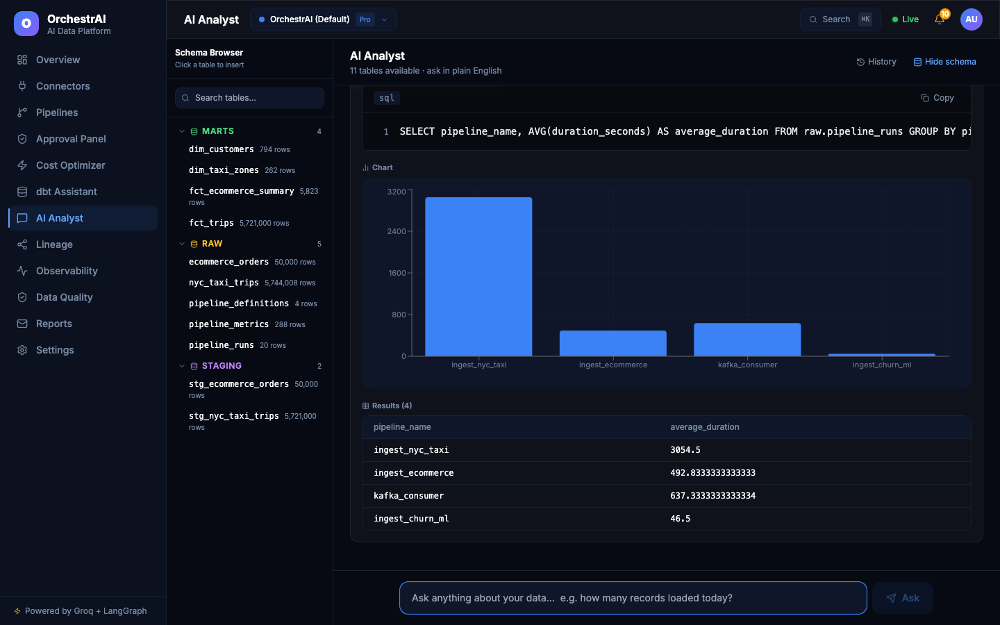 O
OrchestrAI
AI Data Platform
Overview
Connectors
Pipelines
Approval Panel
Cost Optimizer
dbt Assistant
AI Analyst
Lineage
Observability
Data Quality
Reports
Settings
Powered by Groq + LangGraph
AI Analyst
OrchestrAI (Default) Pro
Search ⌘K
Live
10
AU
Schema Browser
Click a table to insert
Search tables...
MARTS 4
dim_customers 794 rows
dim_taxi_zones 262 rows
fct_ecommerce_summary 5,823
rows
fct_trips 5,721,000 rows
RAW 5
ecommerce_orders 50,000 rows
nyc_taxi_trips 5,744,008 rows
pipeline_definitions 4 rows
pipeline_metrics 288 rows
pipeline_runs 20 rows
STAGING 2
stg_ecommerce_orders 50,000
rows
stg_nyc_taxi_trips 5,721,000
rows
AI Analyst
11 tables available · ask in plain English
History
Hide schema
sql
Copy
1 SELECT pipeline_name, AVG(duration_seconds) AS average_duration FROM raw.pipeline_runs GROUP BY pi
Chart
3200
2400
1600
800
0
ingest_nyc_taxi ingest_ecommerce kafka_consumer ingest_churn_ml
Results (4)
pipeline_name average_duration
ingest_nyc_taxi 3054.5
ingest_ecommerce 492.8333333333333
kafka_consumer 637.3333333333334
ingest_churn_ml 46.5
Ask anything about your data... e.g. how many records loaded today?
Ask